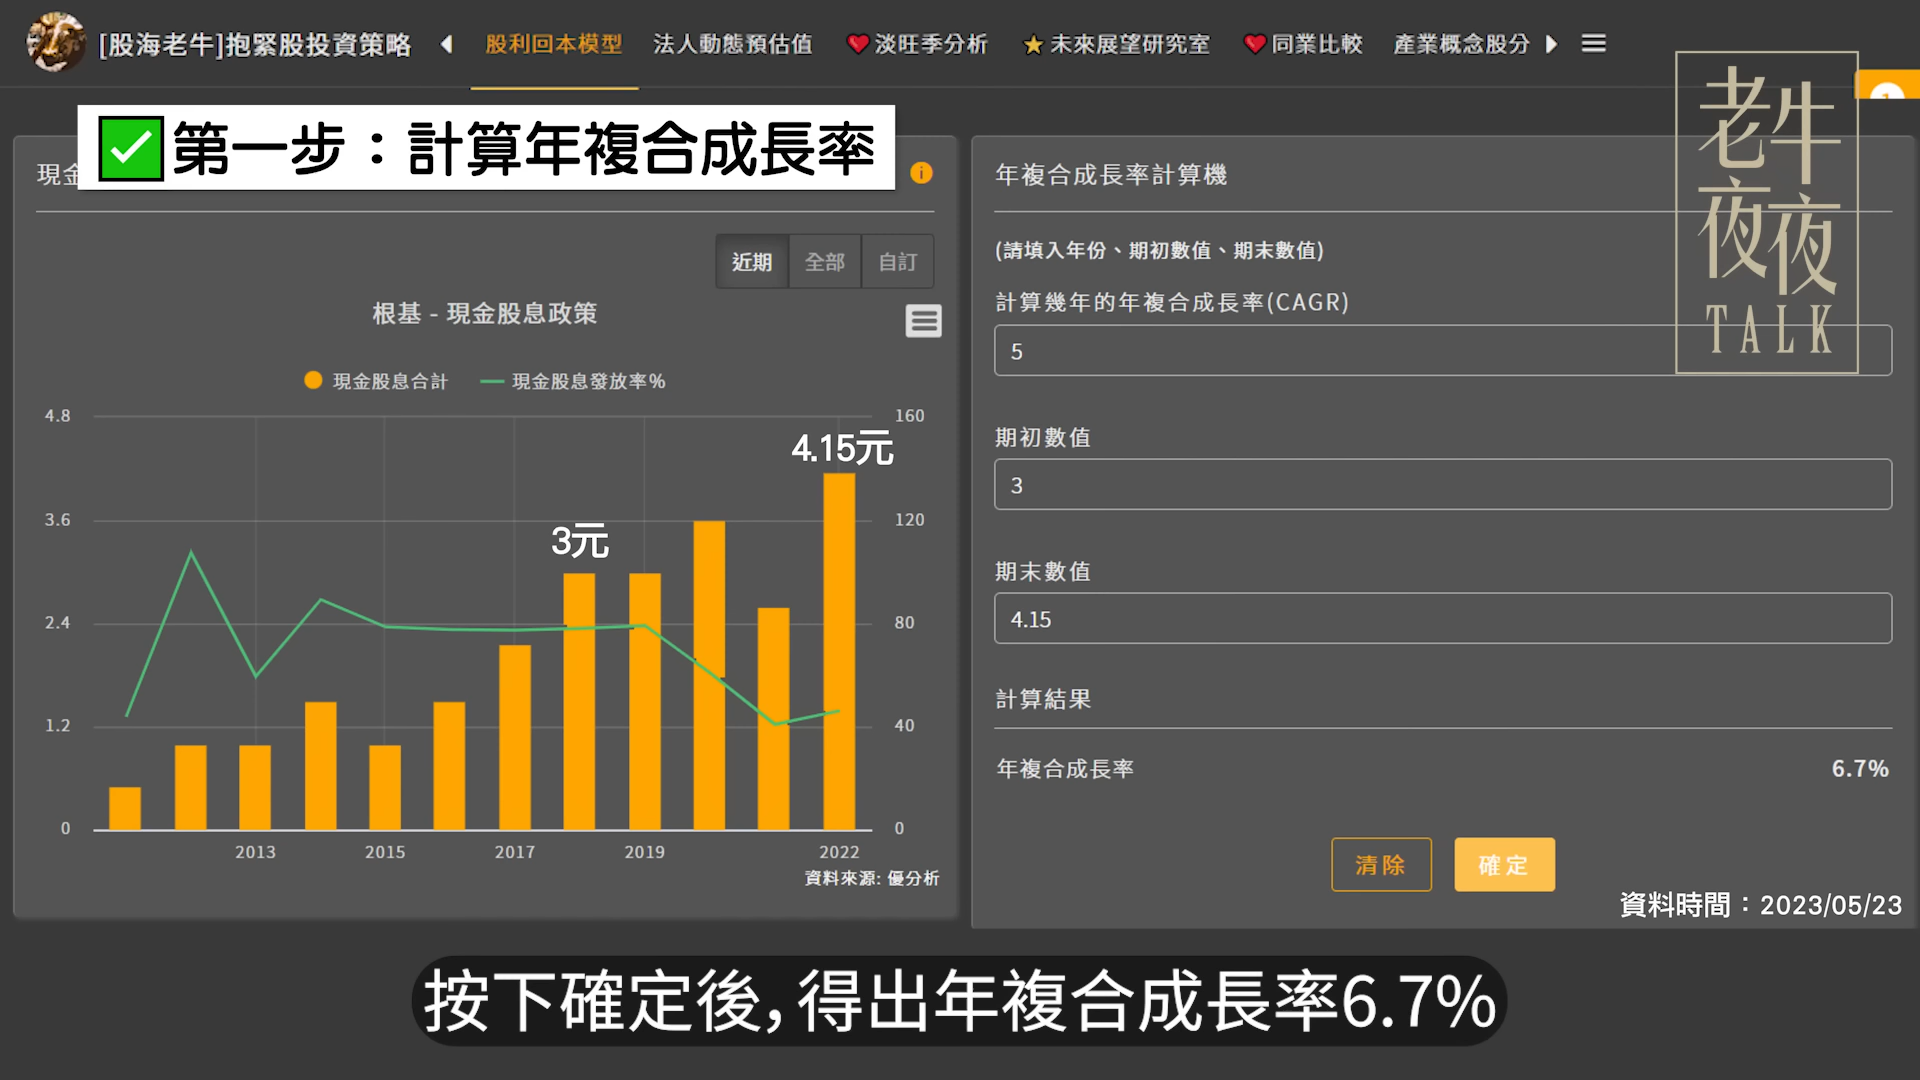 [股海老牛]抱緊股投資策略
股利回本模型
法人動態預估值
淡旺季分析
未來展望研究室
同業比較
產業概念股分
老牛
夜夜
TALK
第一步：計算年複合成長率
現金
近期
全部
自訂
根基 - 現金股息政策
現金股息合計
現金股息發放率%
4.8
3.6
2.4
1.2
0
160
120
80
40
0
4.15元
3元
2013
2015
2017
2019
2022
資料來源: 優分析
年複合成長率計算機
(請填入年份、期初數值、期末數值)
計算幾年的年複合成長率(CAGR)
5
期初數值
3
期末數值
4.15
計算結果
年複合成長率
6.7%
清除
確定
資料時間：2023/05/23
按下確定後，得出年複合成長率6.7%